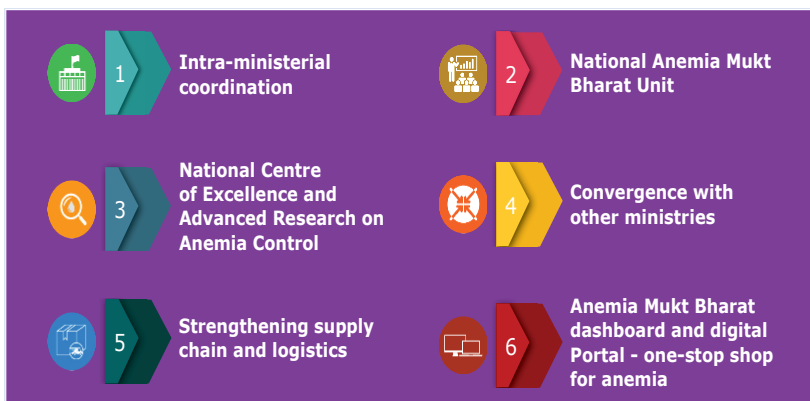 1
Intra-ministerial
coordination
2
National Anemia Mukt
Bharat Unit
3
National Centre
of Excellence and
Advanced Research on
Anemia Control
4
Convergence with
other ministries
5
Strengthening supply
chain and logistics
6
Anemia Mukt Bharat
dashboard and digital
Portal - one-stop shop
for anemia